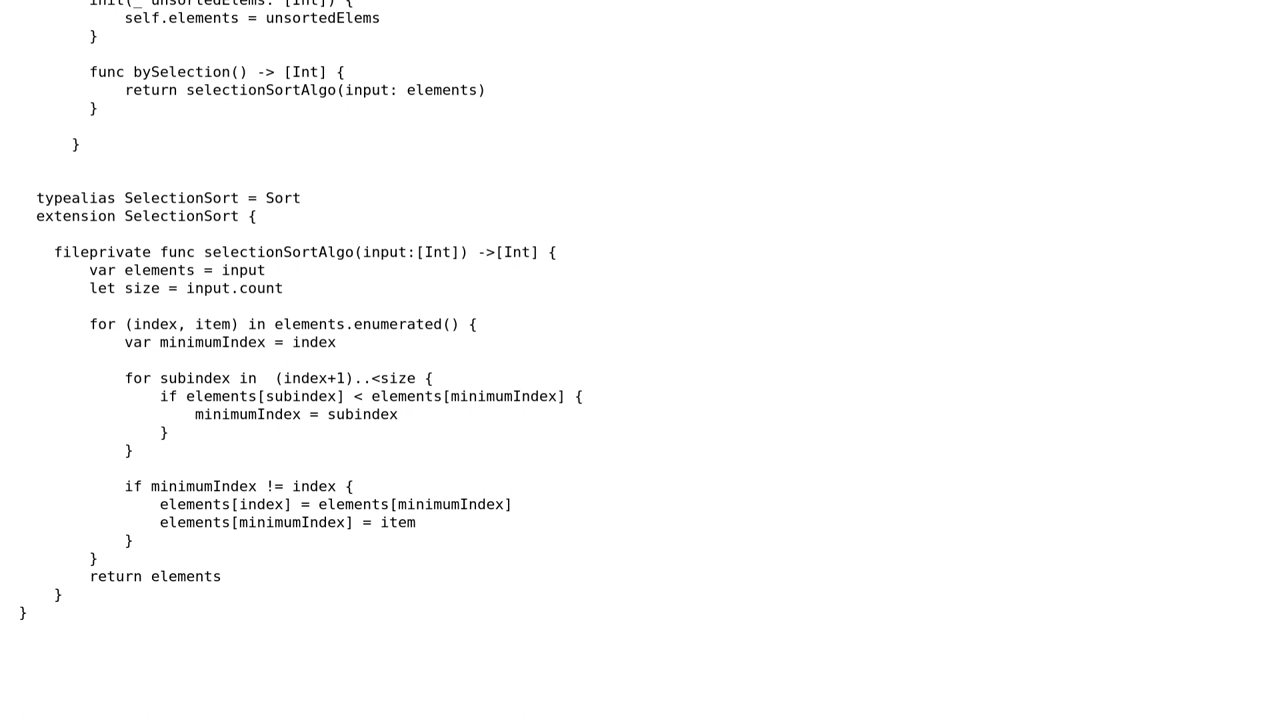 init(_ unsortedElems: [Int]) {
self.elements = unsortedElems
}
func bySelection() -> [Int] {
return selectionSortAlgo(input: elements)
}
}
typealias SelectionSort = Sort
extension SelectionSort {
fileprivate func selectionSortAlgo(input:[Int]) ->[Int] {
var elements = input
let size = input.count
for (index, item) in elements.enumerated() {
var minimumIndex = index
for subindex in  (index+1)..<size {
if elements[subindex] < elements[minimumIndex] {
minimumIndex = subindex
}
}
if minimumIndex != index {
elements[index] = elements[minimumIndex]
elements[minimumIndex] = item
}
}
return elements
}
}